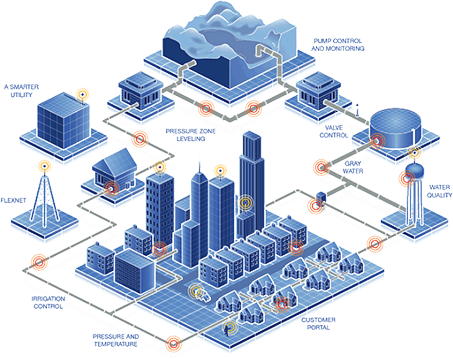 PUMP CONTROL
AND MONITORING
A SMARTER
UTILITY
PRESSURE ZONE
LEVELING
VALVE
CONTROL
GRAY
WATER
WATER
QUALITY
FLEXNET
IRRIGATION
CONTROL
CUSTOMER
PORTAL
PRESSURE AND
TEMPERATURE